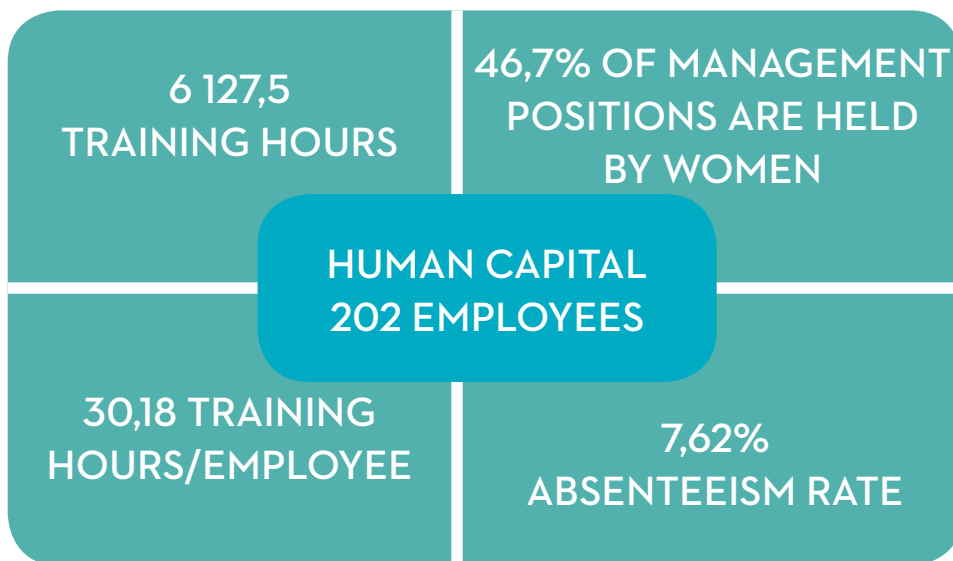 6 127,5
TRAINING HOURS
46,7% OF MANAGEMENT
POSITIONS ARE HELD
BY WOMEN
HUMAN CAPITAL
202 EMPLOYEES
30,18 TRAINING
HOURS/EMPLOYEE
7,62%
ABSENTEEISM RATE